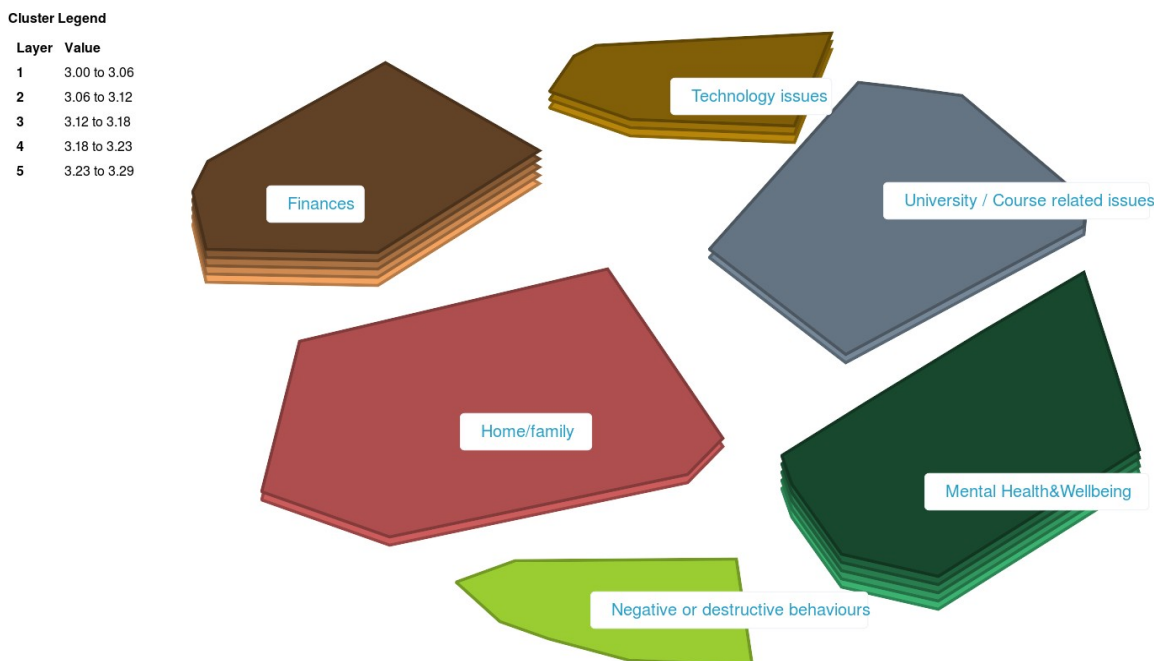 Cluster Legend
Layer Value
1 3.00 to 3.06
2 3.06 to 3.12
3 3.12 to 3.18
4 3.18 to 3.23
5 3.23 to 3.29
Technology issues
Finances
University / Course related issues
Home/family
Mental Health&Wellbeing
Negative or destructive behaviours